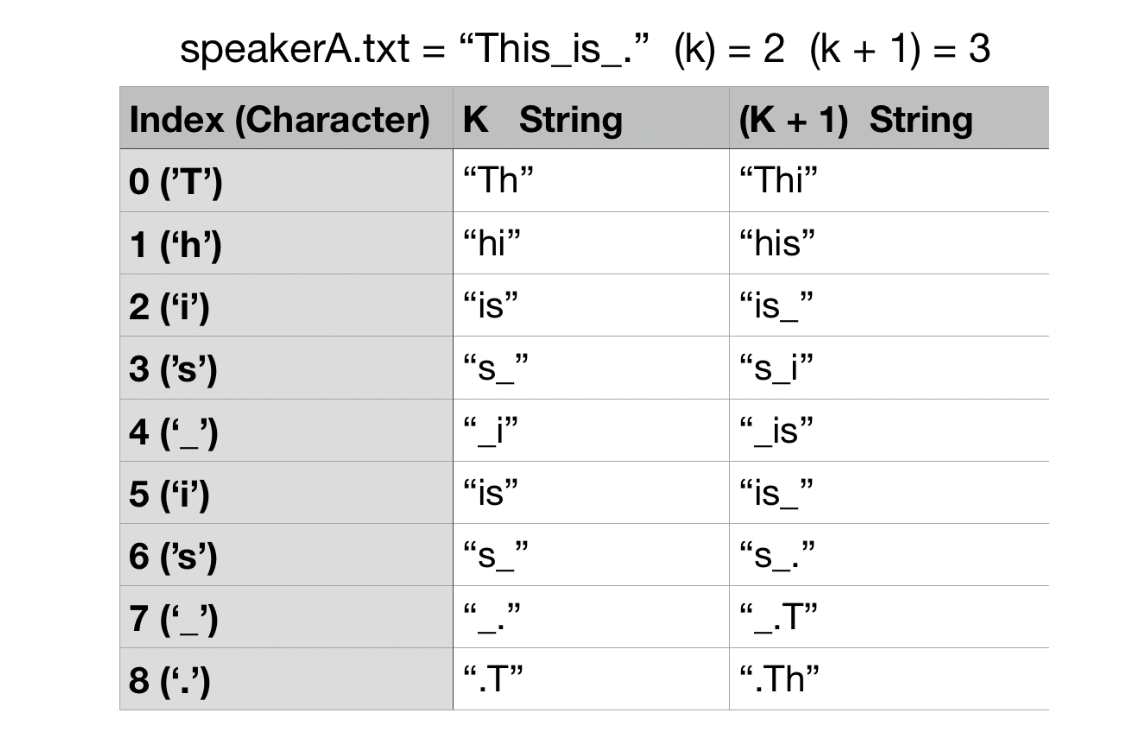 speakerA.txt = “This_is_.” (k) = 2 (k + 1) = 3
Index (Character) K String (K + 1) String
0 (’T’) “Th” “Thi”
1 (‘h’) “hi” “his”
2 (‘i’) “is” “is_”
3 (’s’) “s_” “s_i”
4 (‘_’) “_i” “_is”
5 (‘i’) “is” “is_”
6 (’s’) “s_” “s_.”
7 (‘_’) “_.” “_.T”
8 (‘.’) “.T” “.Th”